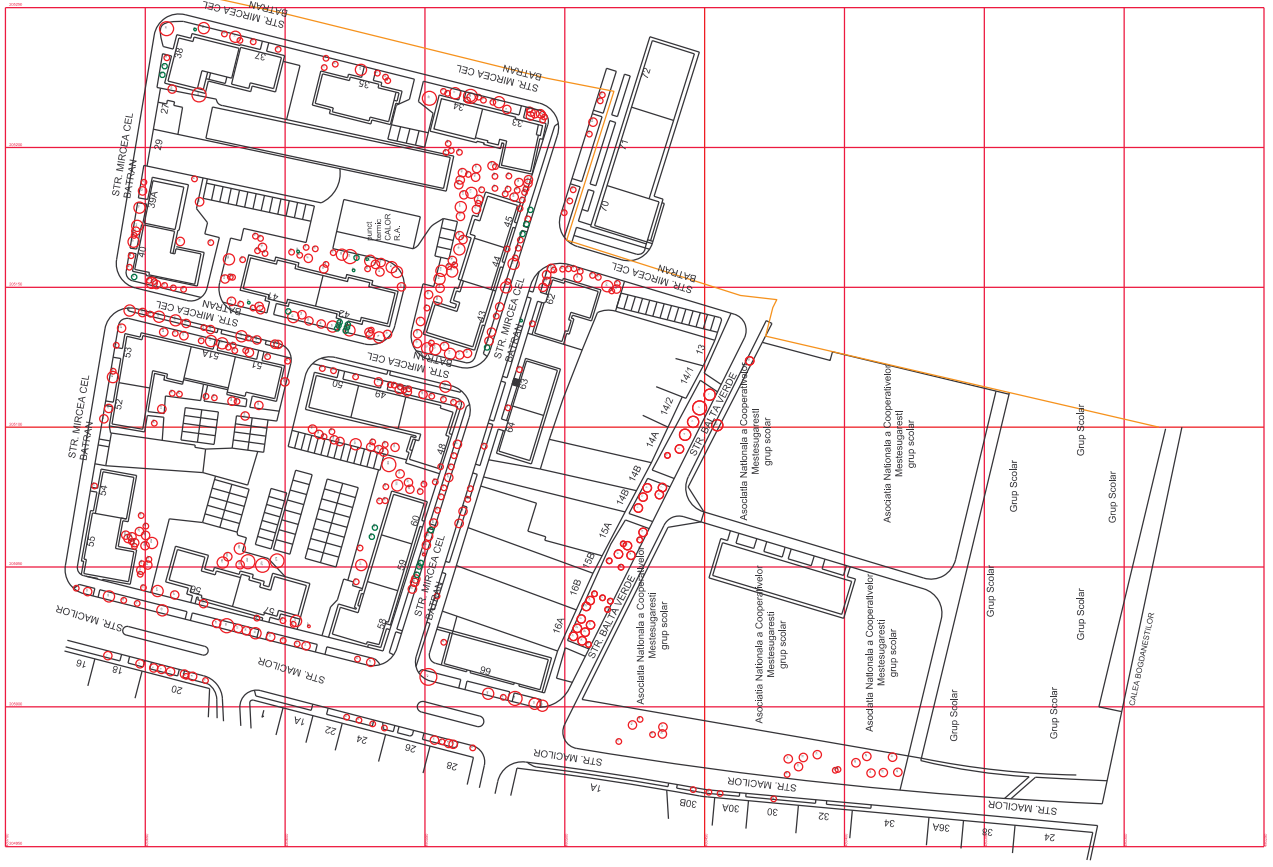 STR. MIRCEA CEL
BATRAN
38
37
35
34
33
72
71
70
27
29
STR. MIRCEA CEL
BATRAN
39A
40
punct
termic
CALOR
R.A.
45
44
43
47
42
STR. MIRCEA CEL
BATRAN
STR. MIRCEA CEL
BATRAN
STR. MIRCEA CEL
BATRAN
STR. MIRCEA CEL
BATRAN
62
63
64
53
52
51A
51
50
49
48
STR. MIRCEA CEL
BATRAN
STR. MIRCEA CEL
BATRAN
13
14/1
14/2
14A
14B
14B
15A
15B
16B
16A
STR. BALTA VERDE
STR. BALTA VERDE
54
55
56
57
58
59
60
STR. MIRCEA CEL
BATRAN
66
Asociatia Nationala a Cooperativelor
Mestesugaresti
grup scolar
Asociatia Nationala a Cooperativelor
Mestesugaresti
grup scolar
Asociatia Nationala a Cooperativelor
Mestesugaresti
grup scolar
Asociatia Nationala a Cooperativelor
Mestesugaresti
grup scolar
Asociatia Nationala a Cooperativelor
Mestesugaresti
grup scolar
Grup Scolar
Grup Scolar
Grup Scolar
Grup Scolar
Grup Scolar
Grup Scolar
Grup Scolar
CALEA BOGDANESTILOR
STR. MACILOR
STR. MACILOR
STR. MACILOR
STR. MACILOR
STR. MACILOR
16
18
20
1
1A
22
24
26
28
1A
30B
30A
30
32
34
36A
38
24